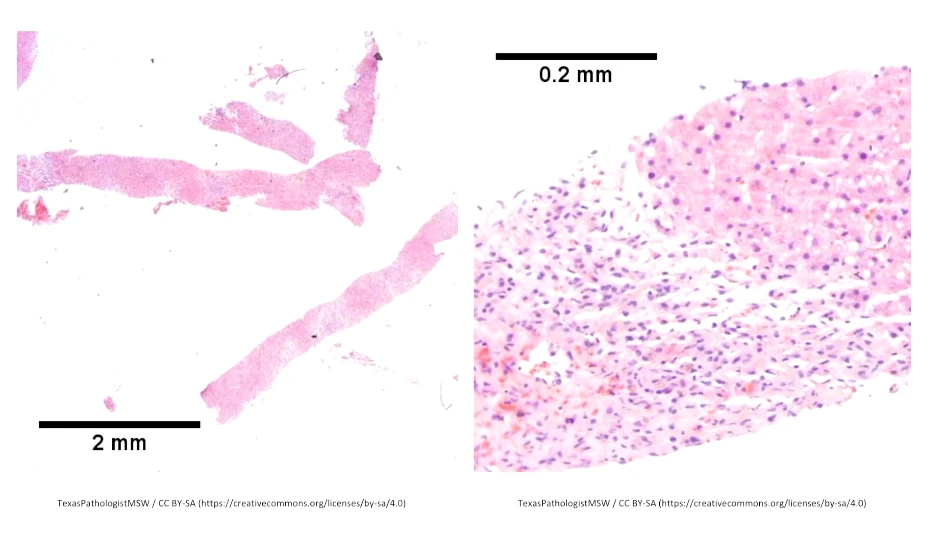 0.2 mm
2 mm
TexasPathologistMSW / CC BY-SA (https://creativecommons.org/licenses/by-sa/4.0)
TexasPathologistMSW / CC BY-SA (https://creativecommons.org/licenses/by-sa/4.0)